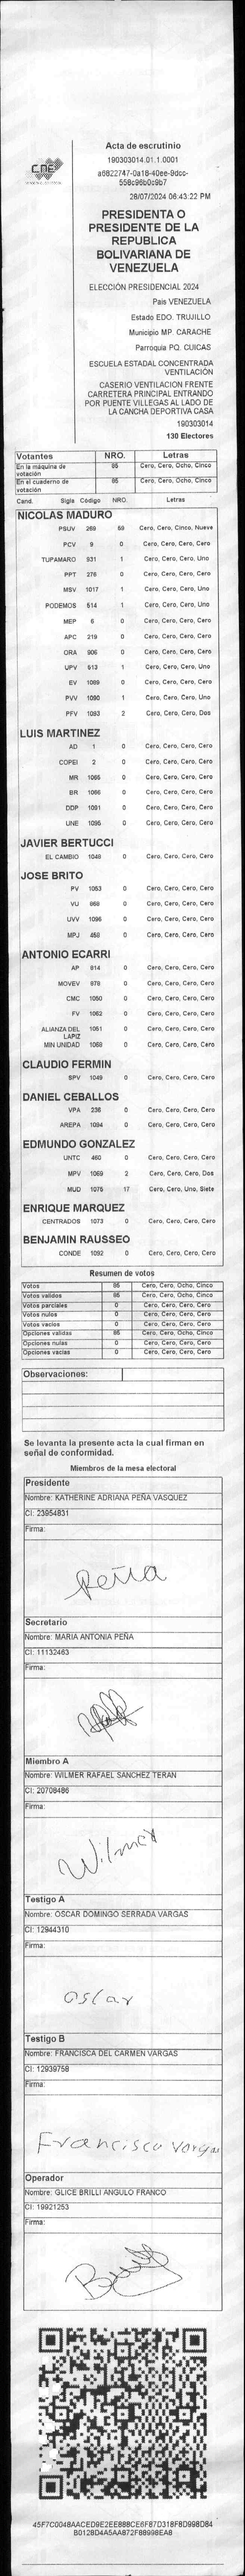 CNE
Acta de escrutinio
190303014.01.1.0001
a6822747-0a18-40ee-9dcc-
558c96b0c9b7
28/07/2024 06:43:22 PM
PRESIDENTA O
PRESIDENTE DE LA
REPUBLICA
BOLIVARIANA DE
VENEZUELA
ELECCIÓN PRESIDENCIAL 2024
Pais VENEZUELA
Estado EDO. TRUJILLO
Municipio MP. CARACHE
Parroquia PQ. CUICAS
ESCUELA ESTADAL CONCENTRADA
VENTILACIÓN
CASERIO VENTILACION FRENTE
CARRETERA PRINCIPAL ENTRANDO
POR PUENTE VILLEGAS AL LADO DE
LA CANCHA DEPORTIVA CASA
190303014
130 Electores
Votantes NRO. Letras
En la máquina de votación 85 Cero, Cero, Ocho, Cinco
En el cuaderno de votación 85 Cero, Cero, Ocho, Cinco
Cand. Sigla Código NRO. Letras
NICOLAS MADURO
PSUV 269 59 Cero, Cero, Cinco, Nueve
PCV 9 0 Cero, Cero, Cero, Cero
TUPAMARO 931 1 Cero, Cero, Cero, Uno
PPT 276 0 Cero, Cero, Cero, Cero
MSV 1017 1 Cero, Cero, Cero, Uno
PODEMOS 514 1 Cero, Cero, Cero, Uno
MEP 6 0 Cero, Cero, Cero, Cero
APC 219 0 Cero, Cero, Cero, Cero
ORA 906 0 Cero, Cero, Cero, Cero
UPV 513 1 Cero, Cero, Cero, Uno
EV 1089 0 Cero, Cero, Cero, Cero
PVV 1090 1 Cero, Cero, Cero, Uno
PFV 1093 2 Cero, Cero, Cero, Dos
LUIS MARTINEZ
AD 1 0 Cero, Cero, Cero, Cero
COPEI 2 0 Cero, Cero, Cero, Cero
MR 1065 0 Cero, Cero, Cero, Cero
BR 1066 0 Cero, Cero, Cero, Cero
DDP 1091 0 Cero, Cero, Cero, Cero
UNE 1095 0 Cero, Cero, Cero, Cero
JAVIER BERTUCCI
EL CAMBIO 1048 0 Cero, Cero, Cero, Cero
JOSE BRITO
PV 1053 0 Cero, Cero, Cero, Cero
VU 868 0 Cero, Cero, Cero, Cero
UVV 1096 0 Cero, Cero, Cero, Cero
MPJ 458 0 Cero, Cero, Cero, Cero
ANTONIO ECARRI
AP 814 0 Cero, Cero, Cero, Cero
MOVEV 978 0 Cero, Cero, Cero, Cero
CMC 1050 0 Cero, Cero, Cero, Cero
FV 1062 0 Cero, Cero, Cero, Cero
ALIANZA DEL LAPIZ 1051 0 Cero, Cero, Cero, Cero
MIN UNIDAD 1068 0 Cero, Cero, Cero, Cero
CLAUDIO FERMIN
SPV 1049 0 Cero, Cero, Cero, Cero
DANIEL CEBALLOS
VPA 236 0 Cero, Cero, Cero, Cero
AREPA 1094 0 Cero, Cero, Cero, Cero
EDMUNDO GONZALEZ
UNTC 460 0 Cero, Cero, Cero, Cero
MPV 1069 2 Cero, Cero, Cero, Dos
MUD 1075 17 Cero, Cero, Uno, Siete
ENRIQUE MARQUEZ
CENTRADOS 1073 0 Cero, Cero, Cero, Cero
BENJAMIN RAUSSEO
CONDE 1092 0 Cero, Cero, Cero, Cero
Resumen de votos
Votos 85 Cero, Cero, Ocho, Cinco
Votos validos 85 Cero, Cero, Ocho, Cinco
Votos parciales 0 Cero, Cero, Cero, Cero
Votos nulos 0 Cero, Cero, Cero, Cero
Votos vacios 0 Cero, Cero, Cero, Cero
Opciones validas 85 Cero, Cero, Ocho, Cinco
Opciones nulas 0 Cero, Cero, Cero, Cero
Opciones vacias 0 Cero, Cero, Cero, Cero
Observaciones:
Se levanta la presente acta la cual firman en
señal de conformidad.
Miembros de la mesa electoral
Presidente
Nombre: KATHERINE ADRIANA PEÑA VASQUEZ
CI: 23954831
Firma:
Peña
Secretario
Nombre: MARIA ANTONIA PEÑA
CI: 11132463
Firma:
Miembro A
Nombre: WILMER RAFAEL SANCHEZ TERAN
CI: 20708486
Firma:
Wilmer
Testigo A
Nombre: OSCAR DOMINGO SERRADA VARGAS
CI: 12944310
Firma:
Oscar
Testigo B
Nombre: FRANCISCA DEL CARMEN VARGAS
CI: 12939758
Firma:
Francisca Vargas
Operador
Nombre: GLICE BRILLI ANGULO FRANCO
CI: 19921253
Firma:
45F7C0048AACED9E2EE888CE6F87D318F8D998D84
B0128D4A5AA872F88998EA8